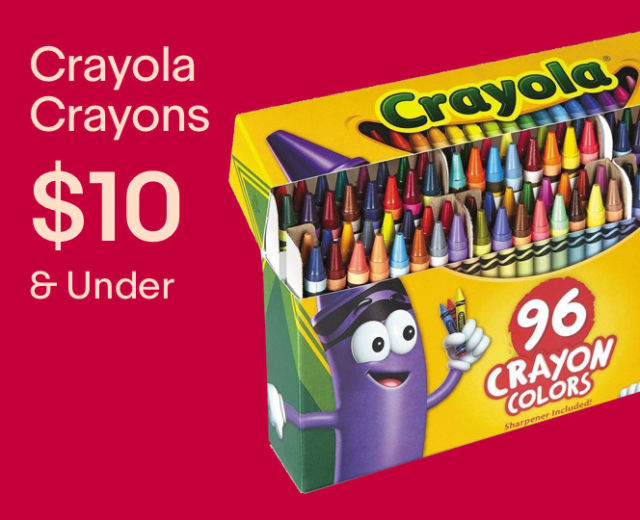 Crayola
Crayons
$10
& Under
Crayola®
96
CRAYON
COLORS
Sharpener Included!